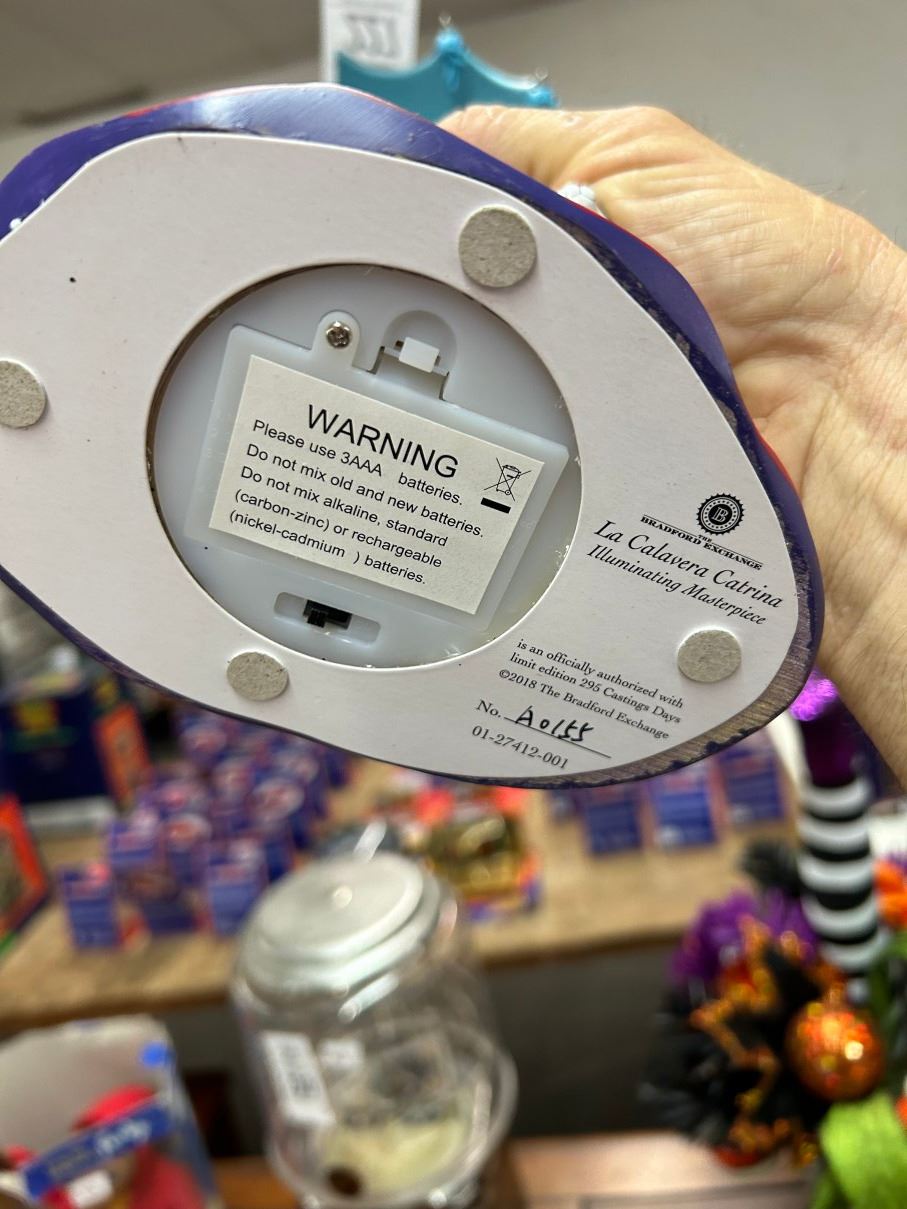 WARNING
Please use 3AAA batteries.
Do not mix old and new batteries.
Do not mix alkaline, standard
(carbon-zinc) or rechargeable
(nickel-cadmium ) batteries.
B
THE
BRADFORD EXCHANGE
La Calavera Catrina
Illuminating Masterpiece
is an officially authorized with
limit edition 295 Castings Days
©2018 The Bradford Exchange
No. A0155
01-27412-001